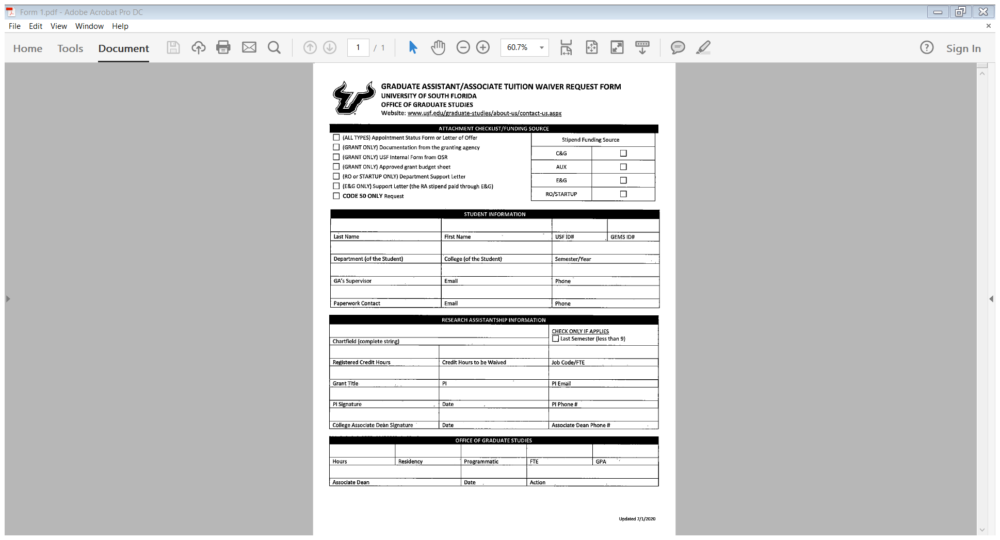 Form 1.pdf - Adobe Acrobat Pro DC
File Edit View Window Help
Home Tools Document 1 / 1 60.7% Sign In
GRADUATE ASSISTANT/ASSOCIATE TUITION WAIVER REQUEST FORM
UNIVERSITY OF SOUTH FLORIDA
OFFICE OF GRADUATE STUDIES
Website: www.usf.edu/graduate-studies/about-us/contact-us.aspx
ATTACHMENT CHECKLIST/FUNDING SOURCE
(ALL TYPES) Appointment Status Form or Letter of Offer
(GRANT ONLY) Documentation from the granting agency
(GRANT ONLY) USF Internal Form from OSR
(GRANT ONLY) Approved grant budget sheet
(RO or STARTUP ONLY) Department Support Letter
(E&G ONLY) Support Letter (the RA stipend paid through E&G)
CODE 50 ONLY Request
Stipend Funding Source
C&G
AUX
E&G
RO/STARTUP
STUDENT INFORMATION
Last Name First Name USF ID# GEMS ID#
Department (of the Student) College (of the Student) Semester/Year
GA's Supervisor Email Phone
Paperwork Contact Email Phone
RESEARCH ASSISTANTSHIP INFORMATION
CHECK ONLY IF APPLIES
Last Semester (less than 9)
Chartfield (complete string)
Registered Credit Hours Credit Hours to be Waived Job Code/FTE
Grant Title PI PI Email
PI Signature Date PI Phone #
College Associate Dean Signature Date Associate Dean Phone #
OFFICE OF GRADUATE STUDIES
Hours Residency Programmatic FTE GPA
Associate Dean Date Action
Updated 7/1/2020